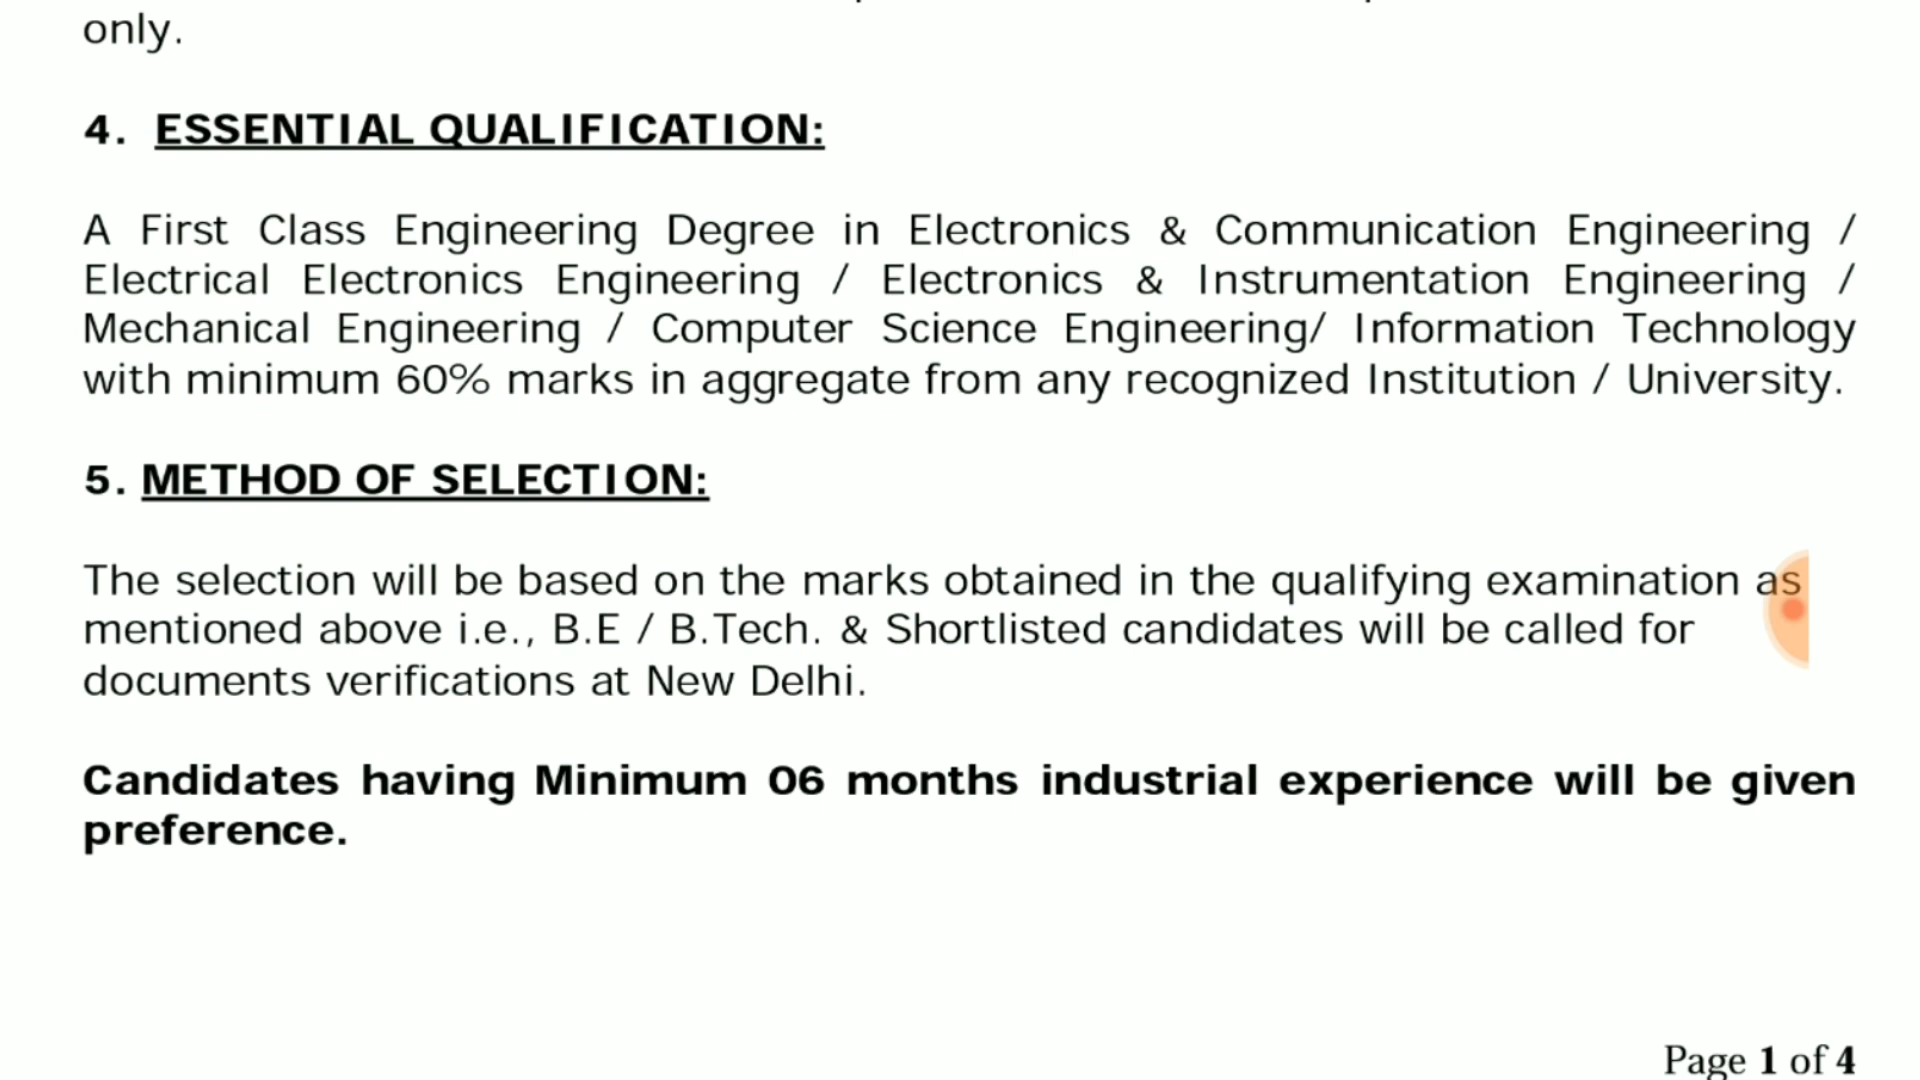 only.
4. ESSENTIAL QUALIFICATION:
A First Class Engineering Degree in Electronics & Communication Engineering /
Electrical Electronics Engineering / Electronics & Instrumentation Engineering /
Mechanical Engineering / Computer Science Engineering/ Information Technology
with minimum 60% marks in aggregate from any recognized Institution / University.
5. METHOD OF SELECTION:
The selection will be based on the marks obtained in the qualifying examination as
mentioned above i.e., B.E / B.Tech. & Shortlisted candidates will be called for
documents verifications at New Delhi.
Candidates having Minimum 06 months industrial experience will be given
preference.
Page 1 of 4